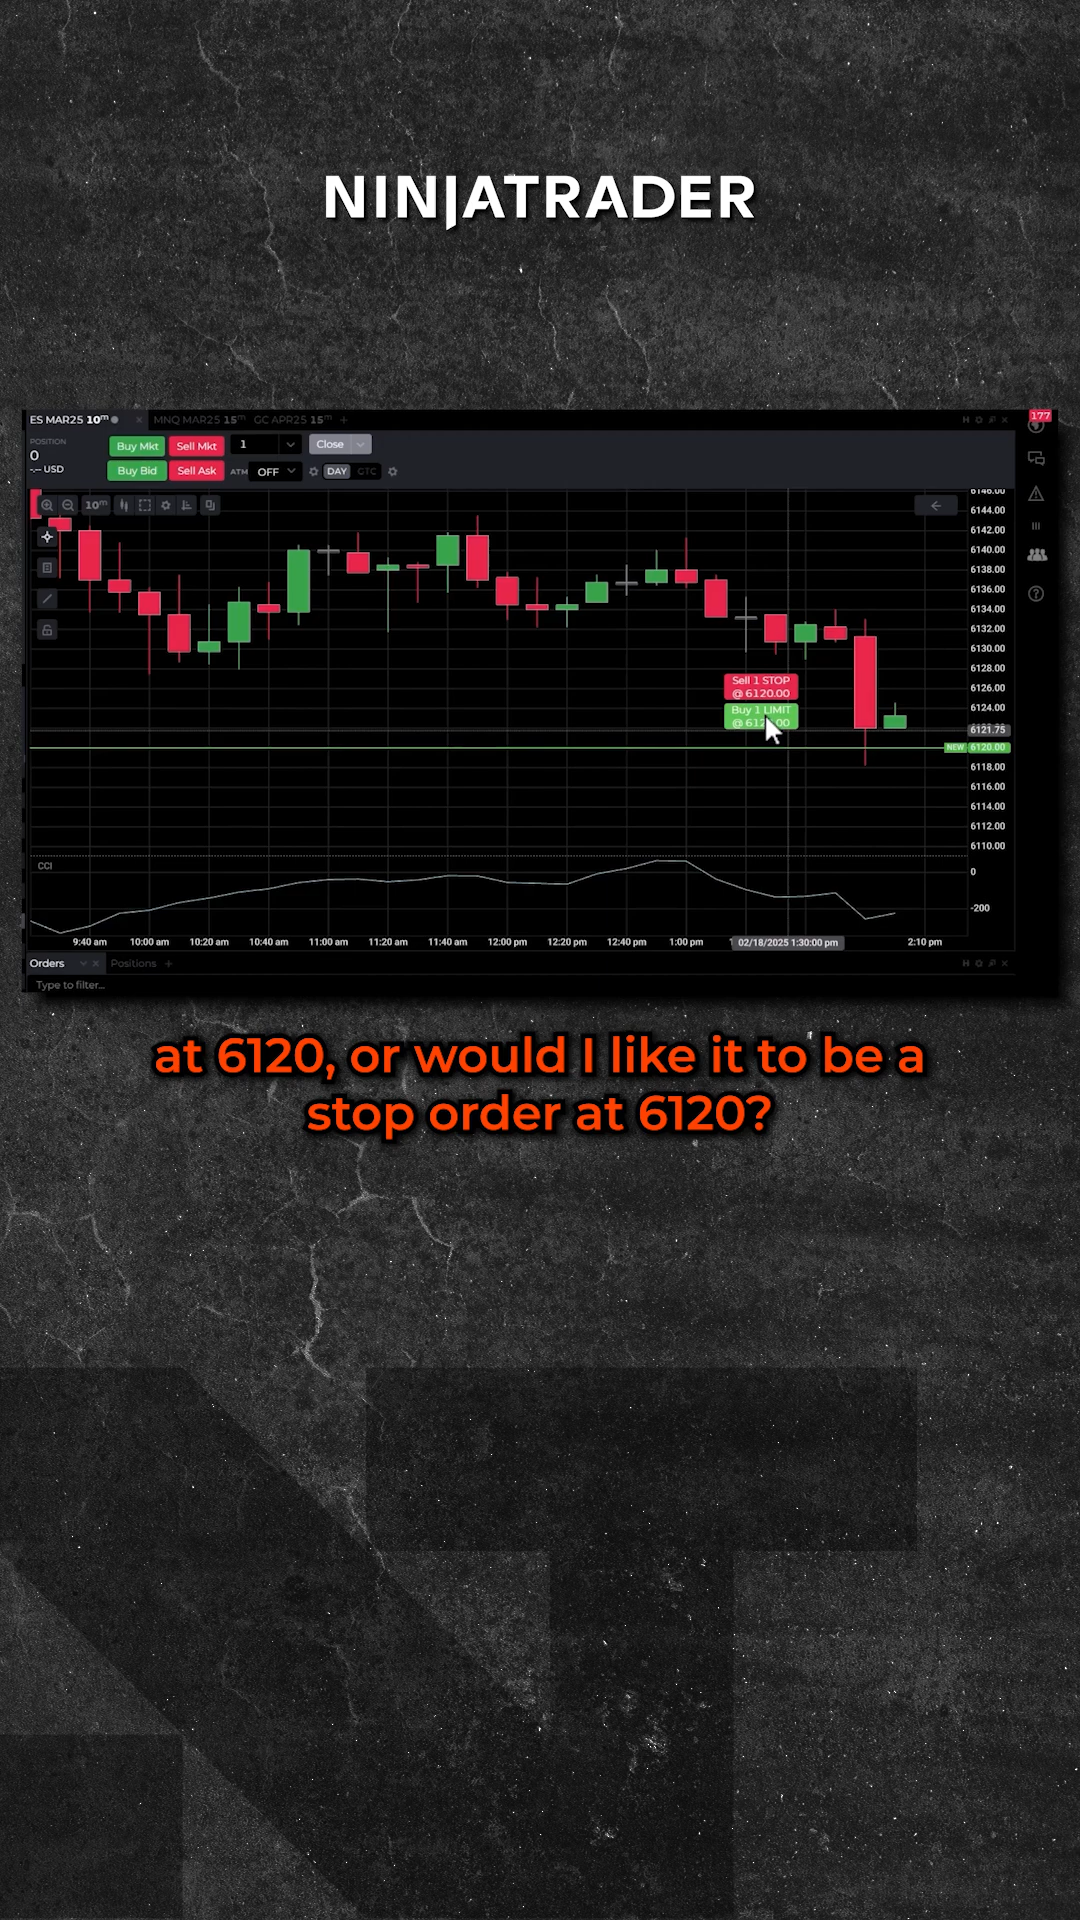 NINJATRADER
ES MAR25 10m
MNQ MAR25 15m GC APR25 15m +
177
POSITION
0
-.-- USD
Buy Mkt Sell Mkt 1 Close
Buy Bid Sell Ask ATM OFF DAY GTC
10m
6146.00
6144.00
6142.00
6140.00
6138.00
6136.00
6134.00
6132.00
6130.00
6128.00
6126.00
6124.00
6121.75
NEW 6120.00
6118.00
6116.00
6114.00
6112.00
6110.00
Sell 1 STOP
@ 6120.00
Buy 1 LIMIT
CCI
0
-200
9:40 am 10:00 am 10:20 am 10:40 am 11:00 am 11:20 am 11:40 am 12:00 pm 12:20 pm 12:40 pm 1:00 pm 02/18/2025 1:30:00 pm 2:10 pm
Orders Positions +
Type to filter...
at 6120, or would I like it to be a
stop order at 6120?